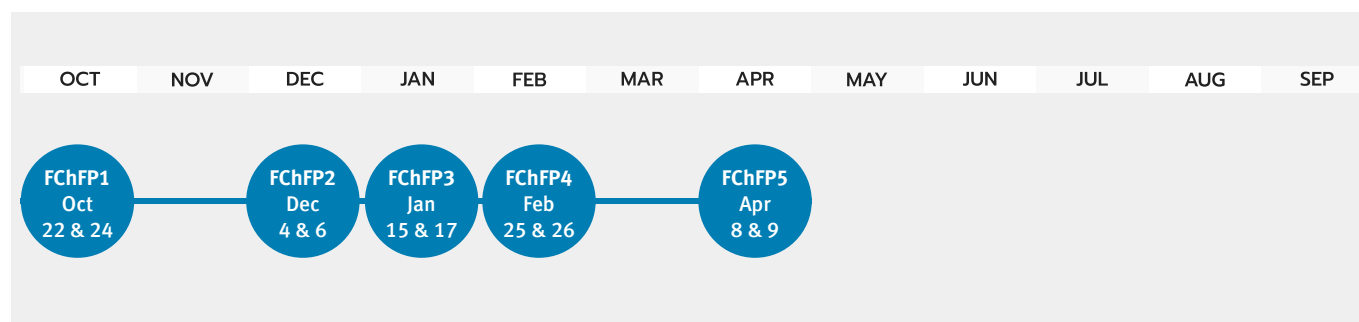 OCT NOV DEC JAN FEB MAR APR MAY JUN JUL AUG SEP
FChFP1
Oct
22 & 24
FChFP2
Dec
4 & 6
FChFP3
Jan
15 & 17
FChFP4
Feb
25 & 26
FChFP5
Apr
8 & 9